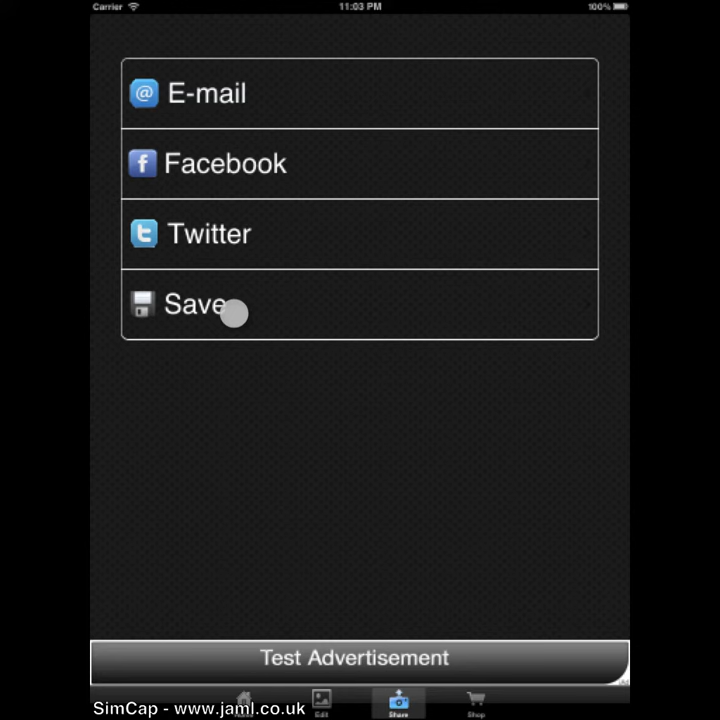 Carrier 11:03 PM 100%
@ E-mail
f Facebook
t Twitter
Save
Test Advertisement
Edit Share Shop
SimCap - www.jaml.co.uk